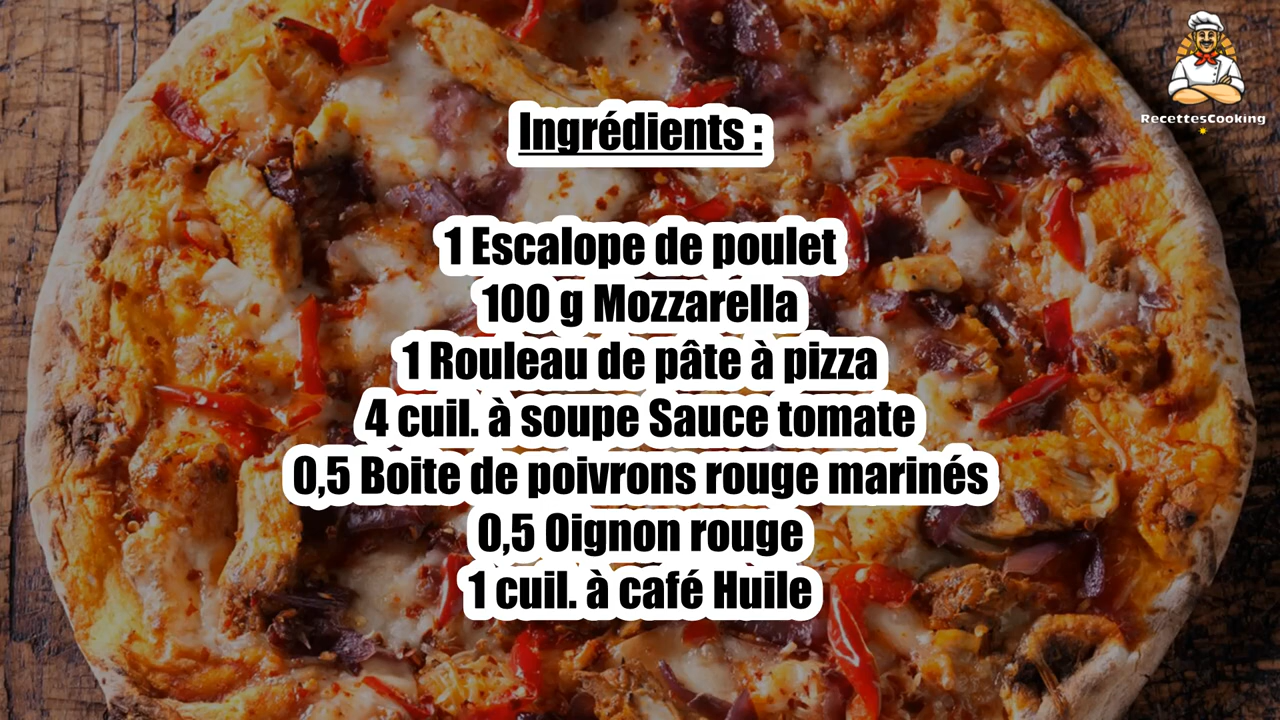 RecettesCooking
Ingrédients :
1 Escalope de poulet
100 g Mozzarella
1 Rouleau de pâte à pizza
4 cuil. à soupe Sauce tomate
0,5 Boite de poivrons rouge marinés
0,5 Oignon rouge
1 cuil. à café Huile